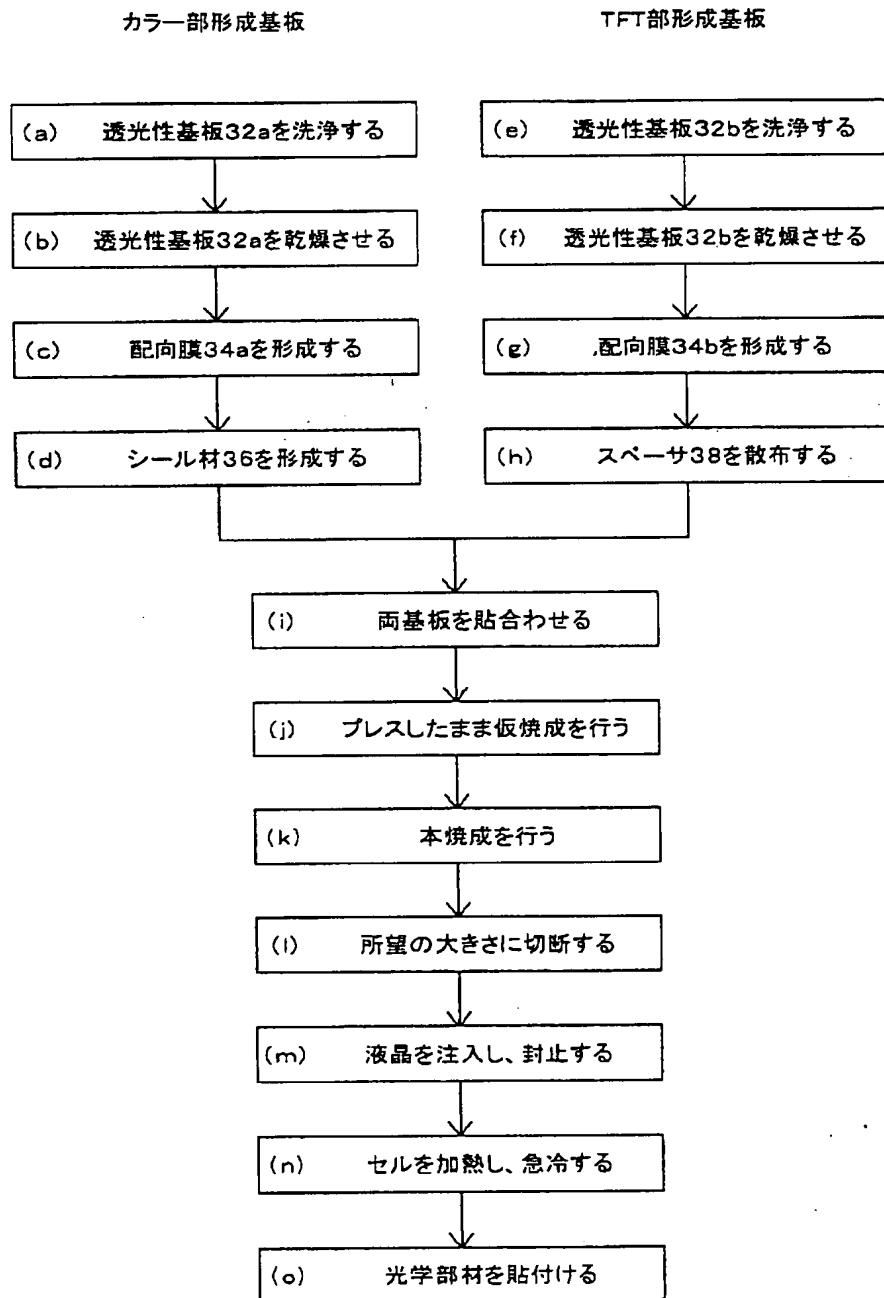 カラー部形成基板
TFT部形成基板
(a) 透光性基板32aを洗浄する
(b) 透光性基板32aを乾燥させる
(c) 配向膜34aを形成する
(d) シール材36を形成する
(e) 透光性基板32bを洗浄する
(f) 透光性基板32bを乾燥させる
(g) 配向膜34bを形成する
(h) スペーサ38を散布する
(i) 両基板を貼合わせる
(j) プレスしたまま仮焼成を行う
(k) 本焼成を行う
(l) 所望の大きさに切断する
(m) 液晶を注入し、封止する
(n) セルを加熱し、急冷する
(o) 光学部材を貼付ける